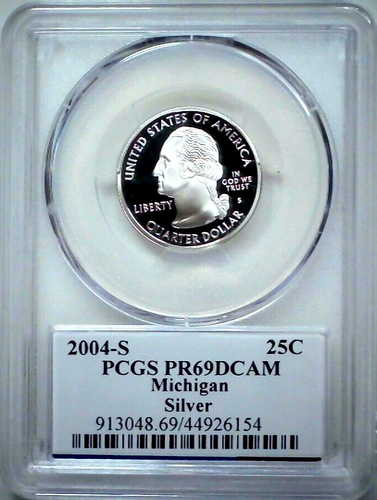 UNITED STATES OF AMERICA
IN
GOD WE
TRUST
LIBERTY
S
QUARTER DOLLAR
2004-S 25C
PCGS PR69DCAM
Michigan
Silver
913048.69/44926154